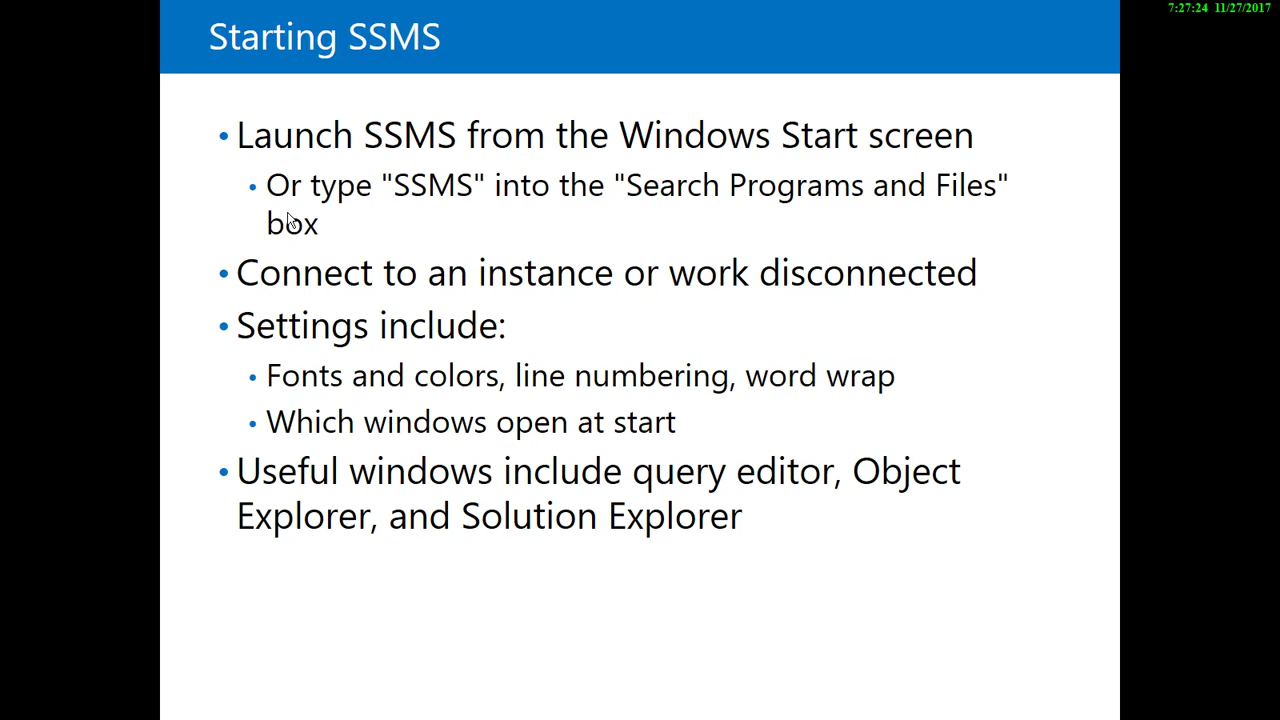 7:27:24 11/27/2017
Starting SSMS
• Launch SSMS from the Windows Start screen
• Or type "SSMS" into the "Search Programs and Files"
box
• Connect to an instance or work disconnected
• Settings include:
• Fonts and colors, line numbering, word wrap
• Which windows open at start
• Useful windows include query editor, Object
Explorer, and Solution Explorer